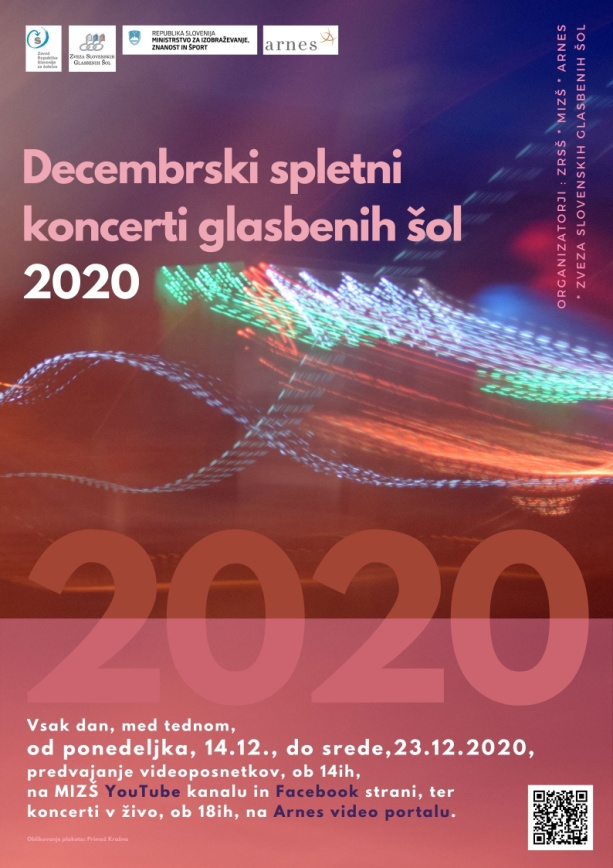 Zavod
Republike
Slovenije
za šolstvo
ZVEZA SLOVENSKIH
GLASBENIH ŠOL
REPUBLIKA SLOVENIJA
MINISTRSTVO ZA IZOBRAŽEVANJE,
ZNANOST IN ŠPORT
arnes
ORGANIZATORJI : ZRSŠ * MIZŠ * ARNES
* ZVEZA SLOVENSKIH GLASBENIH ŠOL
Decembrski spletni
koncerti glasbenih šol
2020
2020
Vsak dan, med tednom,
od ponedeljka, 14.12., do srede,23.12.2020,
predvajanje videoposnetkov, ob 14ih,
na MIZŠ YouTube kanalu in Facebook strani, ter
koncerti v živo, ob 18ih, na Arnes video portalu.
Oblikovanje plakata: Primož